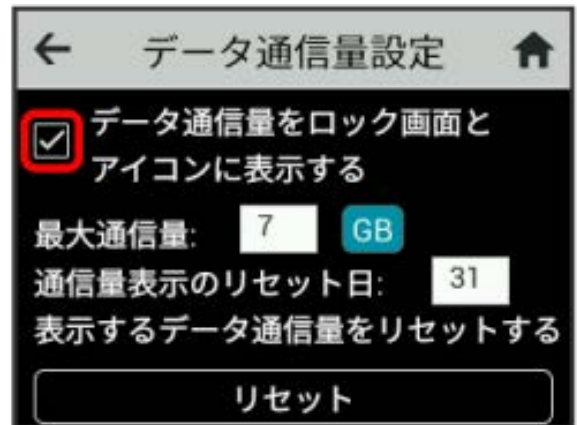 データ通信量設定
データ通信量をロック画面と
アイコンに表示する
最大通信量: 7 GB
通信量表示のリセット日: 31
表示するデータ通信量をリセットする
リセット